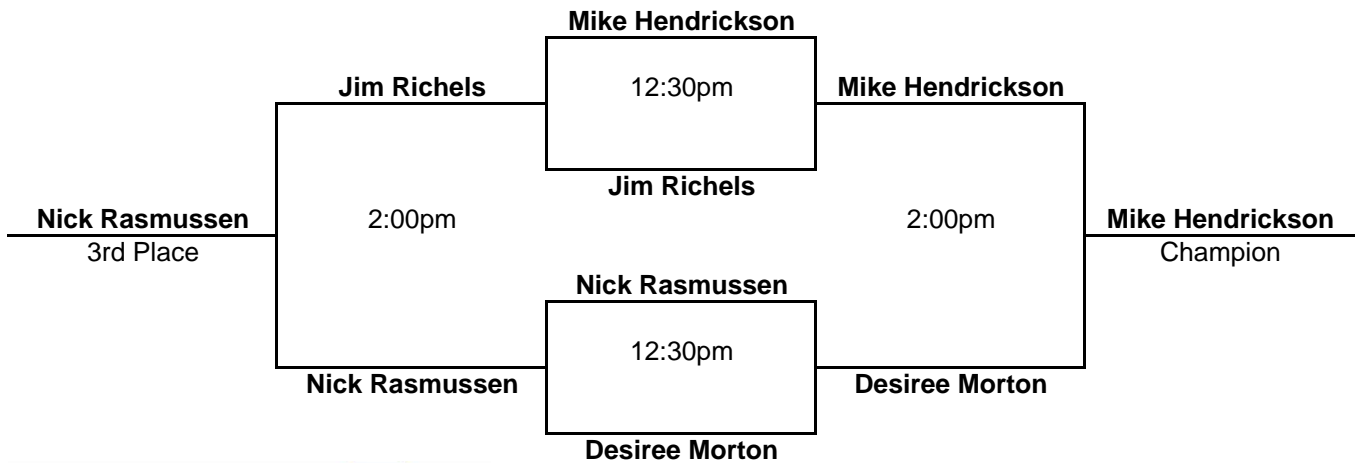 Mike Hendrickson
Jim Richels
12:30pm
Mike Hendrickson
Jim Richels
Nick Rasmussen
2:00pm
2:00pm
Mike Hendrickson
3rd Place
Champion
Nick Rasmussen
12:30pm
Nick Rasmussen
Desiree Morton
Desiree Morton